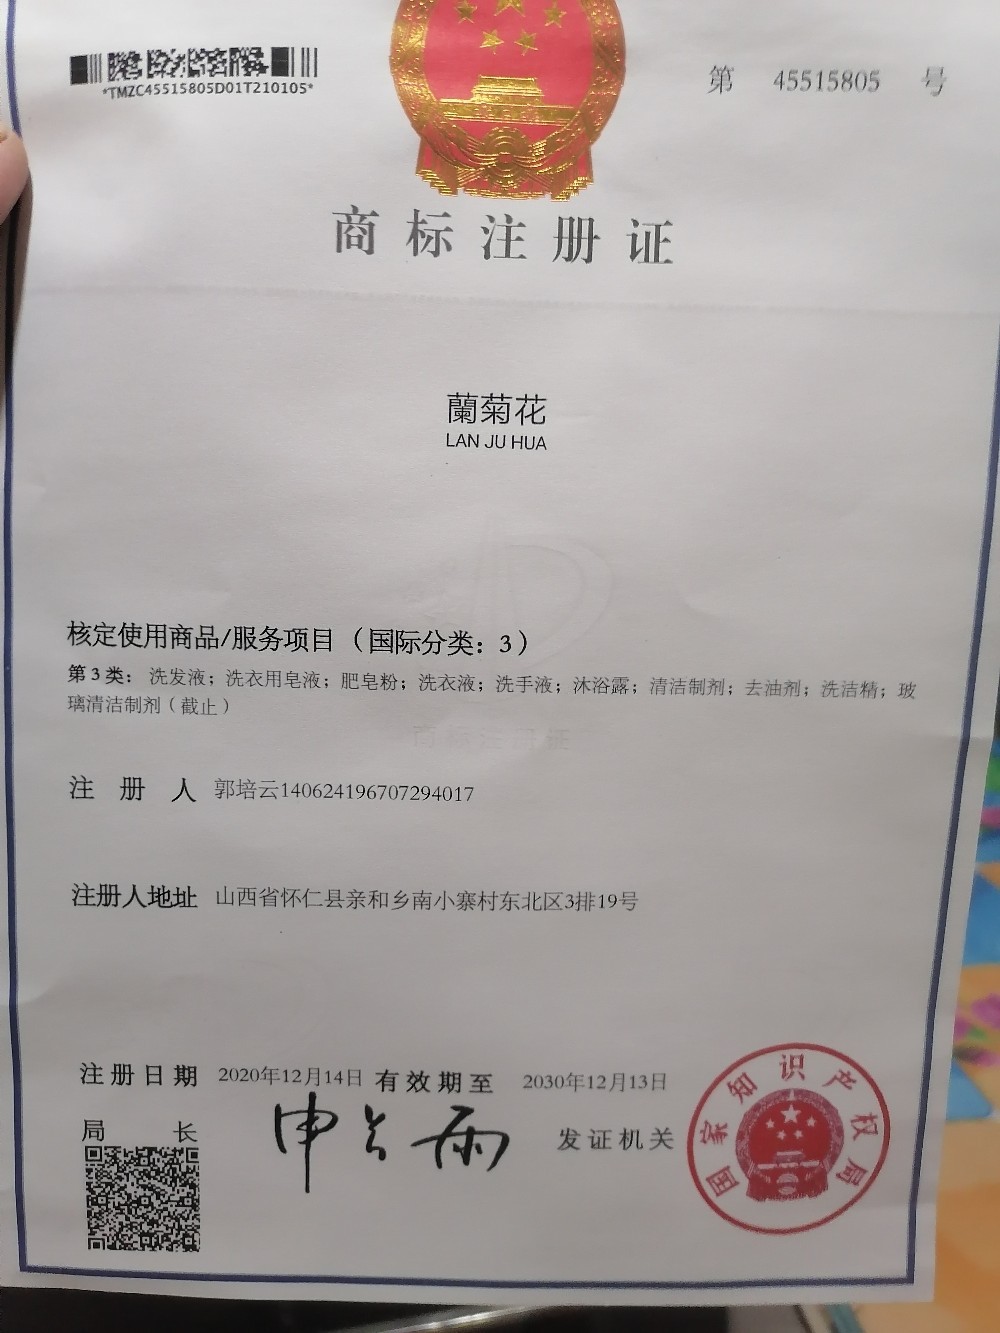 *TMZC45515805D01T210105*
第 45515805 号
商标注册证
蘭菊花
LAN JU HUA
核定使用商品/服务项目（国际分类：3）
第3类：洗发液；洗衣用皂液；肥皂粉；洗衣液；洗手液；沐浴露；清洁制剂；去油剂；洗洁精；玻
璃清洁制剂（截止）
商标注册证
注册人 郭培云140624196707294017
注册人地址 山西省怀仁县亲和乡南小寨村东北区3排19号
注册日期 2020年12月14日 有效期至 2030年12月13日
局长 申长雨 发证机关
国家知识产权局